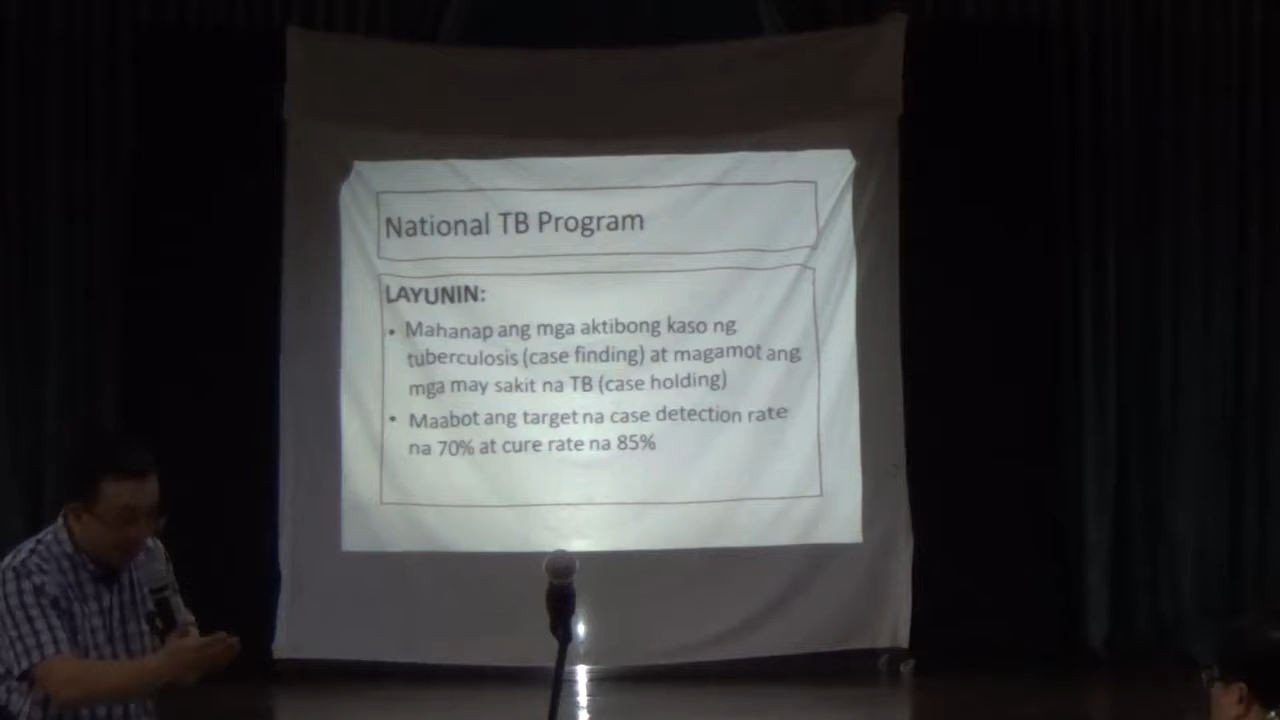 National TB Program
LAYUNIN:
• Mahanap ang mga aktibong kaso ng
tuberculosis (case finding) at magamot ang
mga may sakit na TB (case holding)
• Maabot ang target na case detection rate
na 70% at cure rate na 85%